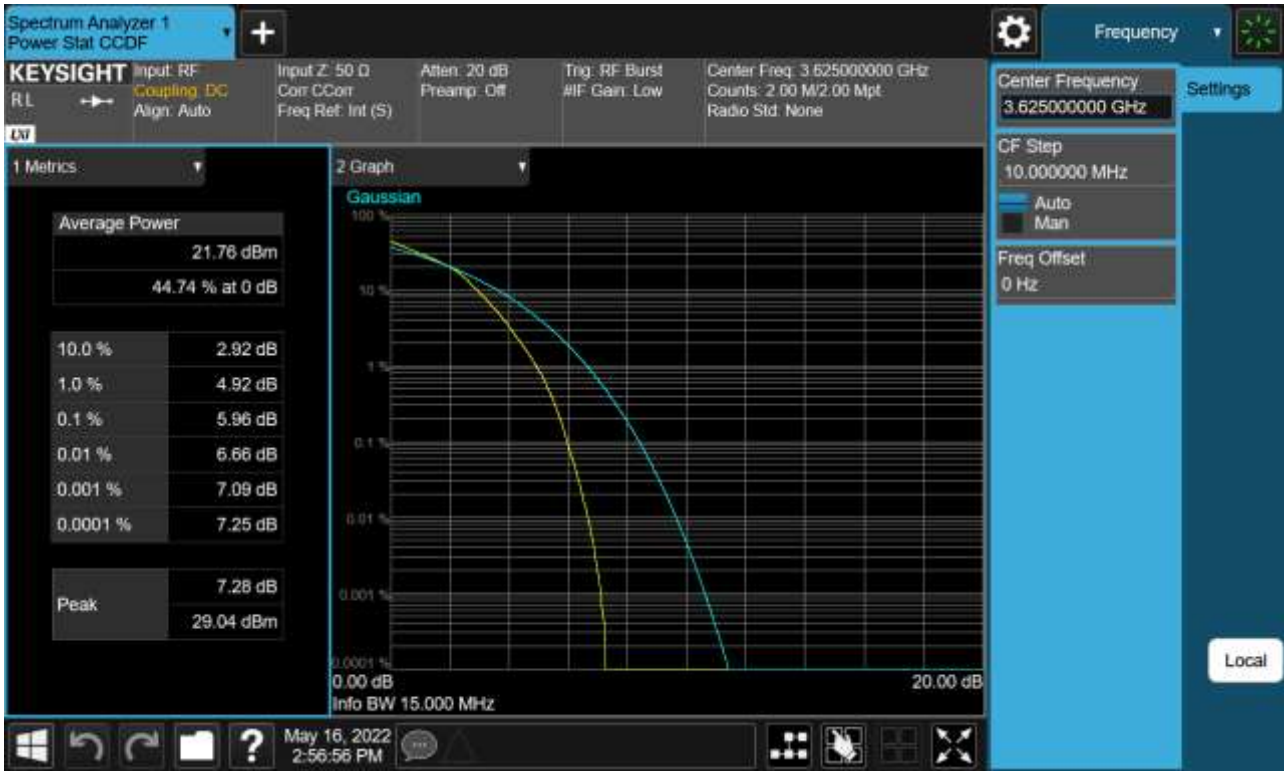 Spectrum Analyzer 1
Power Stat CCDF
+
Frequency
KEYSIGHT
RL
LXI
Input: RF
Coupling: DC
Align: Auto
Input Z: 50 Ω
Corr CCorr
Freq Ref: Int (S)
Atten: 20 dB
Preamp: Off
Trig: RF Burst
#IF Gain: Low
Center Freq: 3.625000000 GHz
Counts: 2.00 M/2.00 Mpt
Radio Std: None
Center Frequency
3.625000000 GHz
Settings
CF Step
10.000000 MHz
Auto
Man
Freq Offset
0 Hz
Local
1 Metrics
Average Power
21.76 dBm
44.74 % at 0 dB
10.0 % 2.92 dB
1.0 % 4.92 dB
0.1 % 5.96 dB
0.01 % 6.66 dB
0.001 % 7.09 dB
0.0001 % 7.25 dB
Peak
7.28 dB
29.04 dBm
2 Graph
Gaussian
100 %
10 %
1 %
0.1 %
0.01 %
0.001 %
0.0001 %
0.00 dB 20.00 dB
Info BW 15.000 MHz
?
May 16, 2022
2:56:56 PM